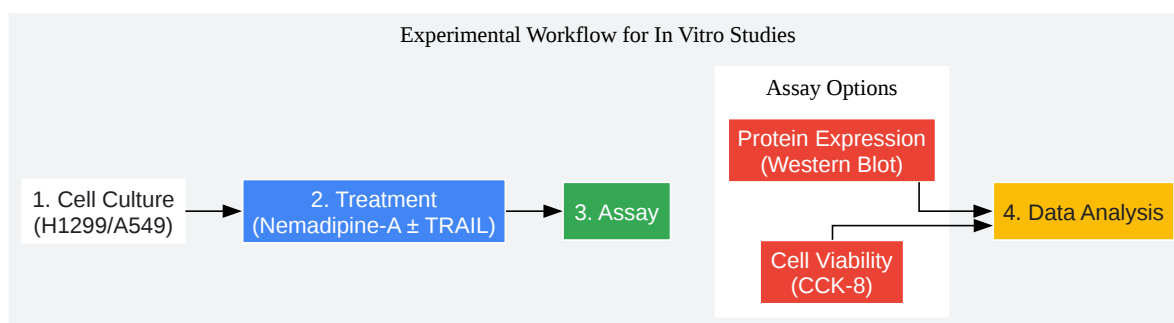 Experimental Workflow for In Vitro Studies
1. Cell Culture
(H1299/A549)
2. Treatment
(Nemadipine-A ± TRAIL)
3. Assay
Assay Options
Protein Expression
(Western Blot)
Cell Viability
(CCK-8)
4. Data Analysis